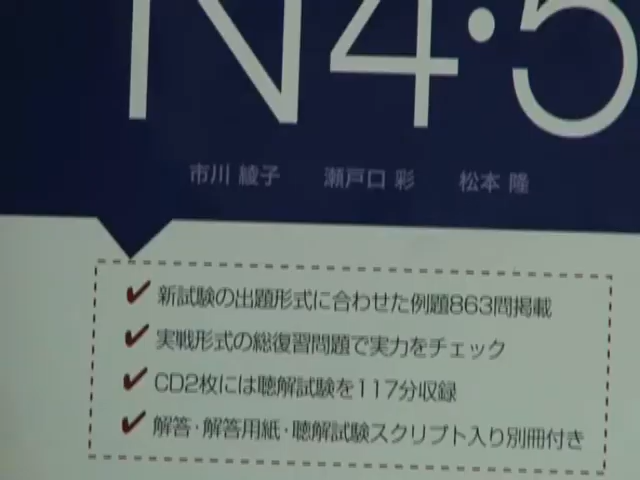 N4・5
市川 綾子 瀬戸口 彩 松本 隆
新試験の出題形式に合わせた例題863問掲載
実戦形式の総復習問題で実力をチェック
CD2枚には聴解試験を117分収録
解答・解答用紙・聴解試験スクリプト入り別冊付き